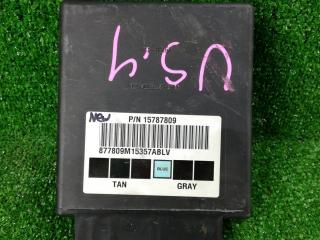 U5.4
New
P/N 15787809
877809M15357ABLV
BLUE
TAN GRAY